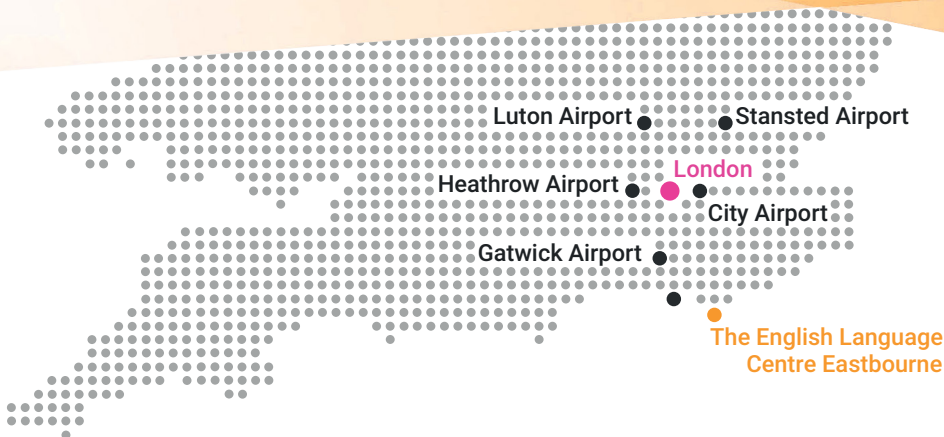 Luton Airport
Stansted Airport
London
Heathrow Airport
City Airport
Gatwick Airport
The English Language
Centre Eastbourne